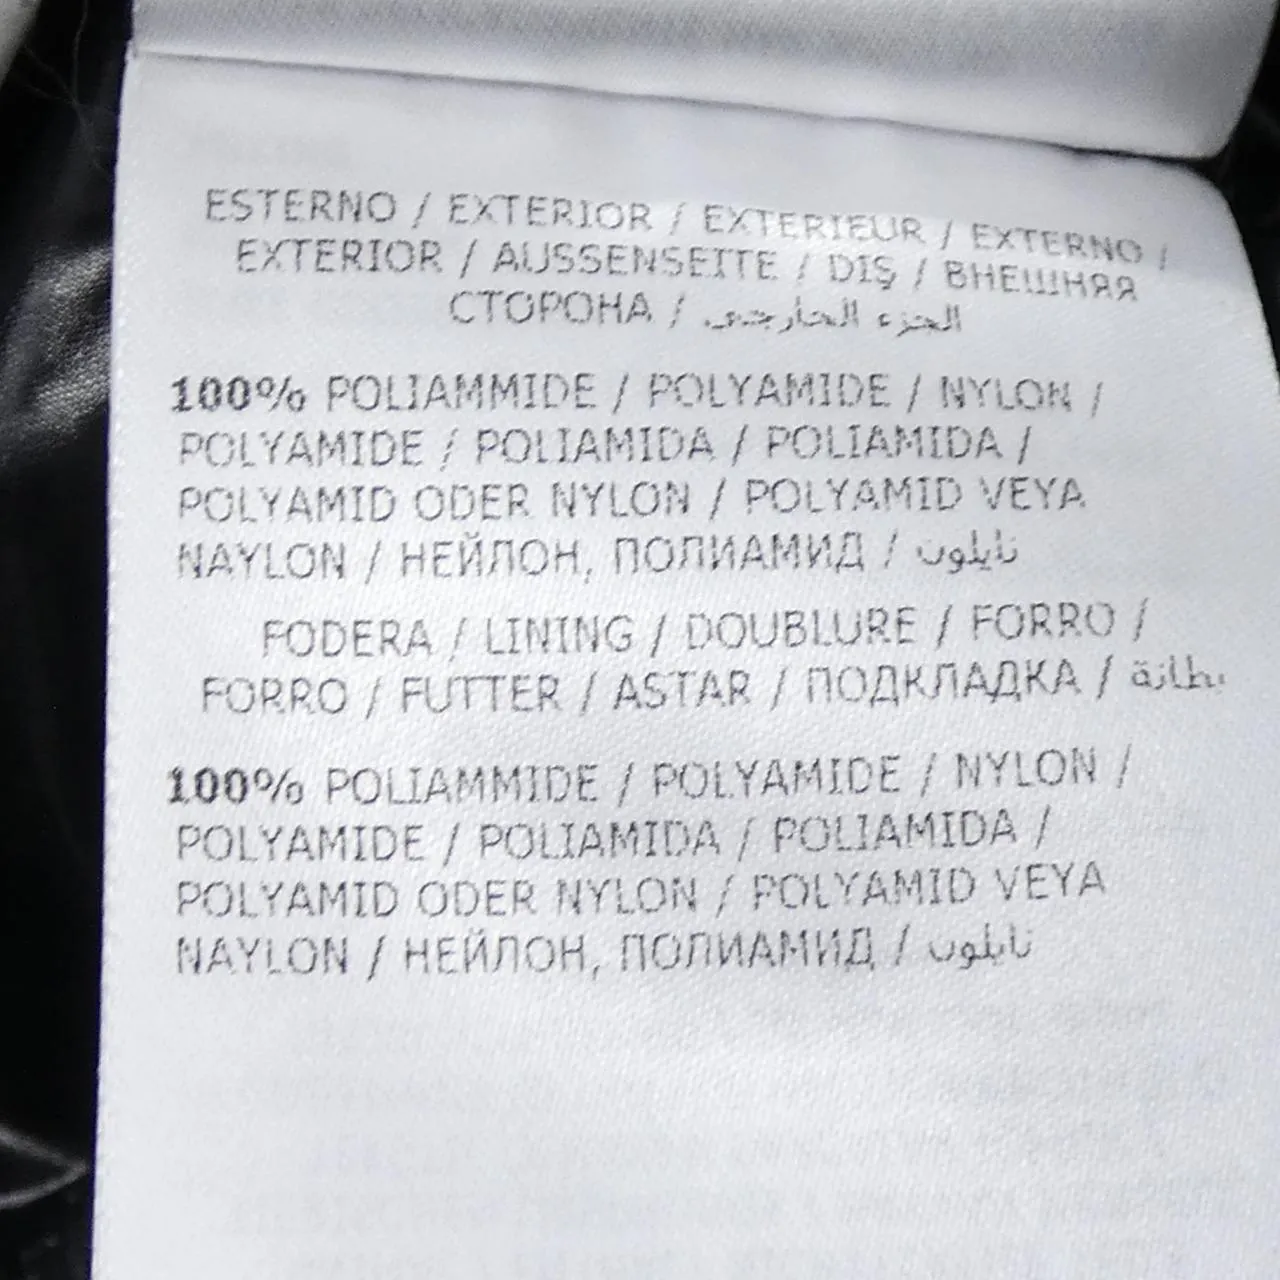 ESTERNO / EXTERIOR / EXTERIEUR / EXTERNO /
EXTERIOR / AUSSENSEITE / DIŞ / ВНЕШНЯЯ
СТОРОНА / الجزء الخارجي
100% POLIAMMIDE / POLYAMIDE / NYLON /
POLYAMIDE / POLIAMIDA / POLIAMIDA /
POLYAMID ODER NYLON / POLYAMID VEYA
NAYLON / НЕЙЛОН, ПОЛИАМИД / نايلون
FODERA / LINING / DOUBLURE / FORRO /
FORRO / FUTTER / ASTAR / ПОДКЛАДКА / بطانة
100% POLIAMMIDE / POLYAMIDE / NYLON /
POLYAMIDE / POLIAMIDA / POLIAMIDA /
POLYAMID ODER NYLON / POLYAMID VEYA
NAYLON / НЕЙЛОН, ПОЛИАМИД / نايلون